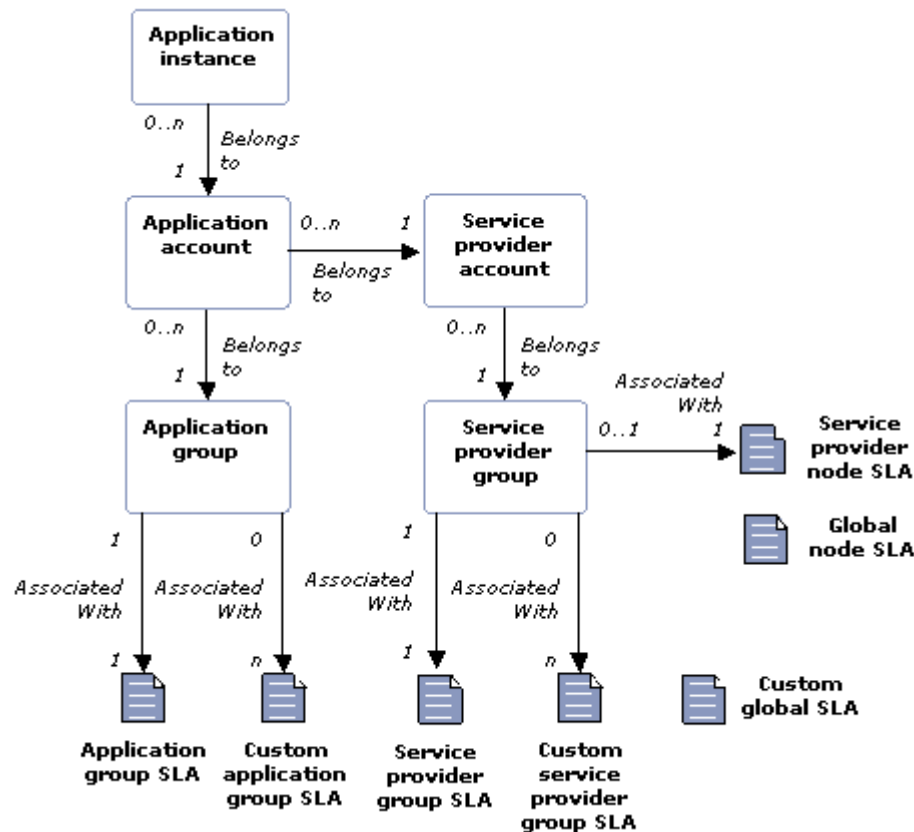 Application
instance
0..n
Belongs
to
1
Application
account
0..n
1
Belongs
to
Service
provider
account
0..n
Belongs
to
1
0..n
Belongs
to
1
Application
group
Service
provider
group
Associated
With
0..1
1
Service
provider
node SLA
Global
node SLA
1
Associated
With
1
0
Associated
With
n
1
Associated
With
1
0
Associated
With
n
Custom
global SLA
Application
group SLA
Custom
application
group SLA
Service
provider
group SLA
Custom
service
provider
group SLA